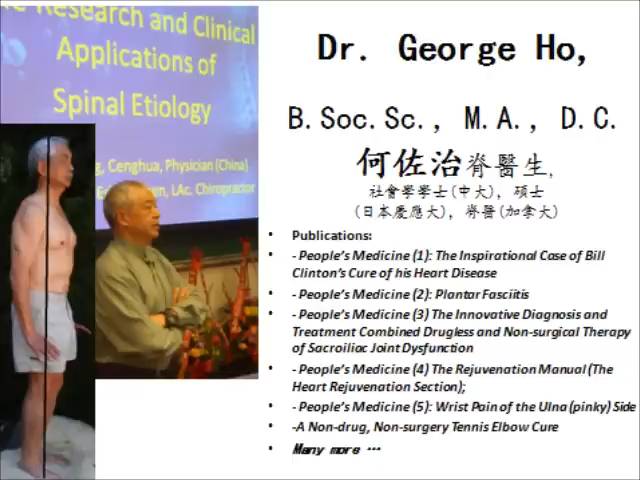 Research and Clinical
Applications of
Spinal Etiology
Cenghua, Physician (China)
LAc. Chiropractor
Dr. George Ho,
B.Soc.Sc., M.A., D.C.
何佐治脊醫生,
社會學學士(中大), 碩士
(日本慶應大), 脊醫(加拿大)
• Publications:
• - People's Medicine (1): The Inspirational Case of Bill
Clinton's Cure of his Heart Disease
• - People's Medicine (2): Plantar Fasciitis
• - People's Medicine (3) The Innovative Diagnosis and
Treatment Combined Drugless and Non-surgical Therapy
of Sacroiliac Joint Dysfunction
• - People's Medicine (4) The Rejuvenation Manual (The
Heart Rejuvenation Section);
• - People's Medicine (5): Wrist Pain of the Ulna (pinky) Side
• -A Non-drug, Non-surgery Tennis Elbow Cure
• Many more …